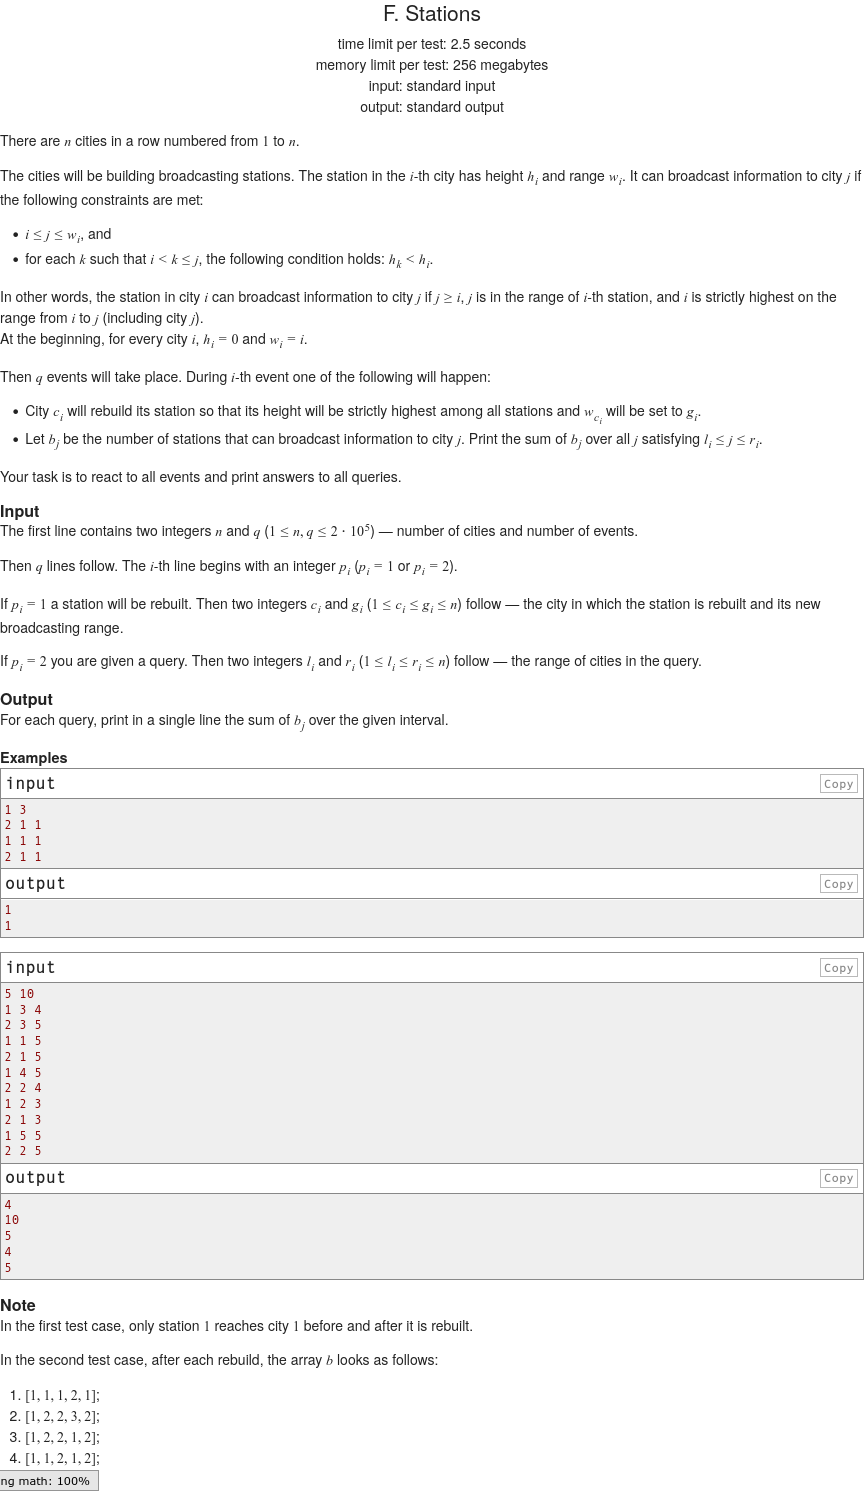 F. Stations
time limit per test: 2.5 seconds
memory limit per test: 256 megabytes
input: standard input
output: standard output
There are n cities in a row numbered from 1 to n.
The cities will be building broadcasting stations. The station in the i-th city has height h_i and range w_i. It can broadcast information to city j if
the following constraints are met:
• i ≤ j ≤ w_i, and
• for each k such that i < k ≤ j, the following condition holds: h_k < h_i.
In other words, the station in city i can broadcast information to city j if j ≥ i, j is in the range of i-th station, and i is strictly highest on the
range from i to j (including city j).
At the beginning, for every city i, h_i = 0 and w_i = i.
Then q events will take place. During i-th event one of the following will happen:
• City c_i will rebuild its station so that its height will be strictly highest among all stations and w_{c_i} will be set to g_i.
• Let b_j be the number of stations that can broadcast information to city j. Print the sum of b_j over all j satisfying l_i ≤ j ≤ r_i.
Your task is to react to all events and print answers to all queries.
Input
The first line contains two integers n and q (1 ≤ n, q ≤ 2 · 10^5) — number of cities and number of events.
Then q lines follow. The i-th line begins with an integer p_i (p_i = 1 or p_i = 2).
If p_i = 1 a station will be rebuilt. Then two integers c_i and g_i (1 ≤ c_i ≤ g_i ≤ n) follow — the city in which the station is rebuilt and its new
broadcasting range.
If p_i = 2 you are given a query. Then two integers l_i and r_i (1 ≤ l_i ≤ r_i ≤ n) follow — the range of cities in the query.
Output
For each query, print in a single line the sum of b_j over the given interval.
Examples
input Copy
1 3
2 1 1
1 1 1
2 1 1
output Copy
1
1
input Copy
5 10
1 3 4
2 3 5
1 1 5
2 1 5
1 4 5
2 2 4
1 2 3
2 1 3
1 5 5
2 2 5
output Copy
4
10
5
4
5
Note
In the first test case, only station 1 reaches city 1 before and after it is rebuilt.
In the second test case, after each rebuild, the array b looks as follows:
1. [1, 1, 1, 2, 1];
2. [1, 2, 2, 3, 2];
3. [1, 2, 2, 1, 2];
4. [1, 1, 2, 1, 2];
ng math: 100%